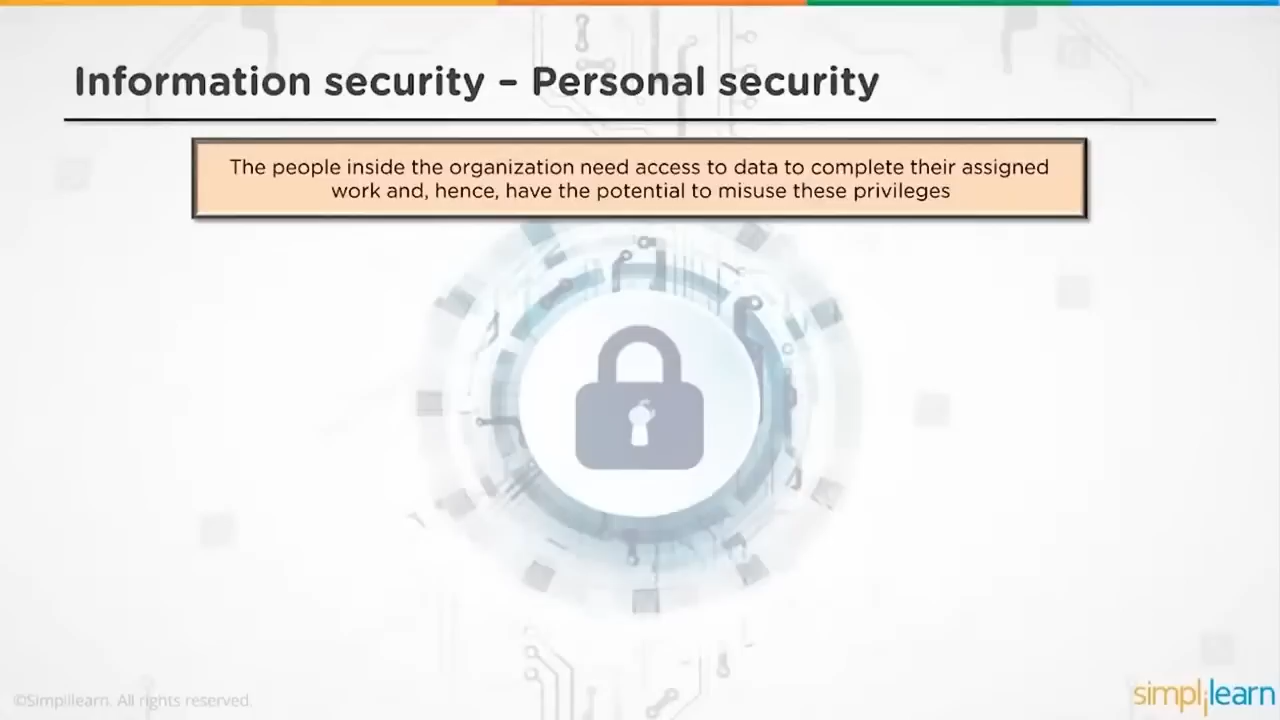 Information security – Personal security
The people inside the organization need access to data to complete their assigned
work and, hence, have the potential to misuse these privileges
©Simplilearn. All rights reserved.
simplilearn